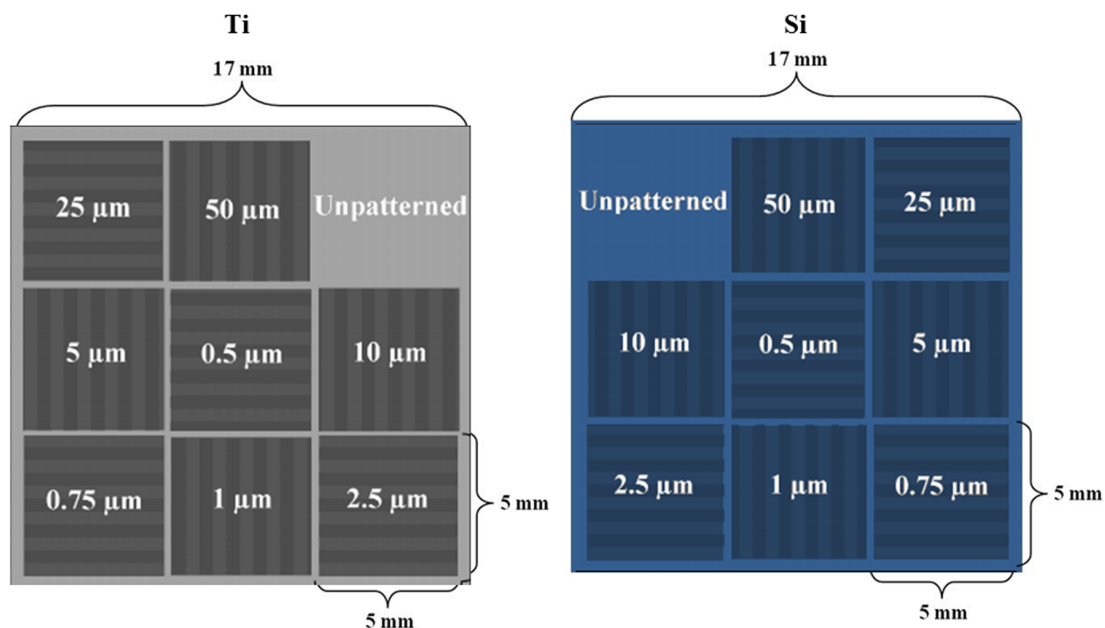 Ti
17 mm
25 µm
50 µm
Unpatterned
5 µm
0.5 µm
10 µm
0.75 µm
1 µm
2.5 µm
5 mm
5 mm
Si
17 mm
Unpatterned
50 µm
25 µm
10 µm
0.5 µm
5 µm
2.5 µm
1 µm
0.75 µm
5 mm
5 mm